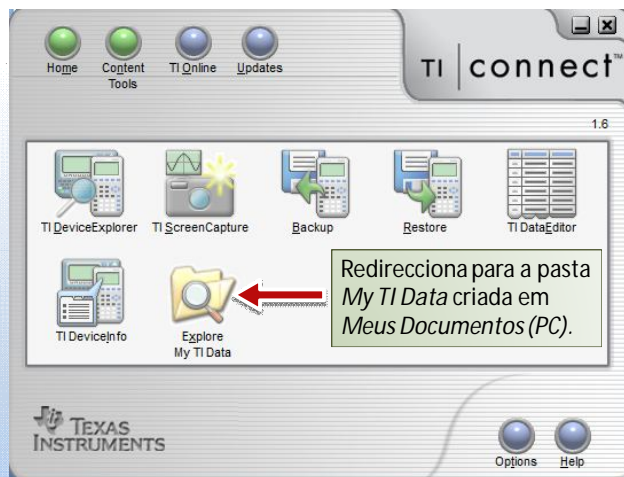 Home
Content
Tools
TI Online
Updates
TI connect™
1.6
TI DeviceExplorer
TI ScreenCapture
Backup
Restore
TI DataEditor
TI DeviceInfo
Explore
My TI Data
Redirecciona para a pasta
My TI Data criada em
Meus Documentos (PC).
TEXAS
INSTRUMENTS
Options
Help